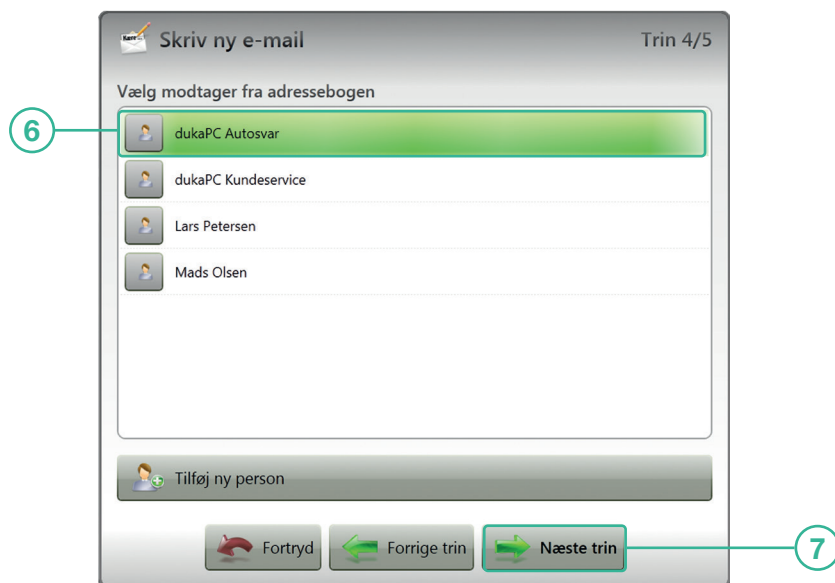 Skriv ny e-mail
Trin 4/5
Vælg modtager fra adressebogen
6
dukaPC Autosvar
dukaPC Kundeservice
Lars Petersen
Mads Olsen
Tilføj ny person
Fortryd
Forrige trin
Næste trin
7